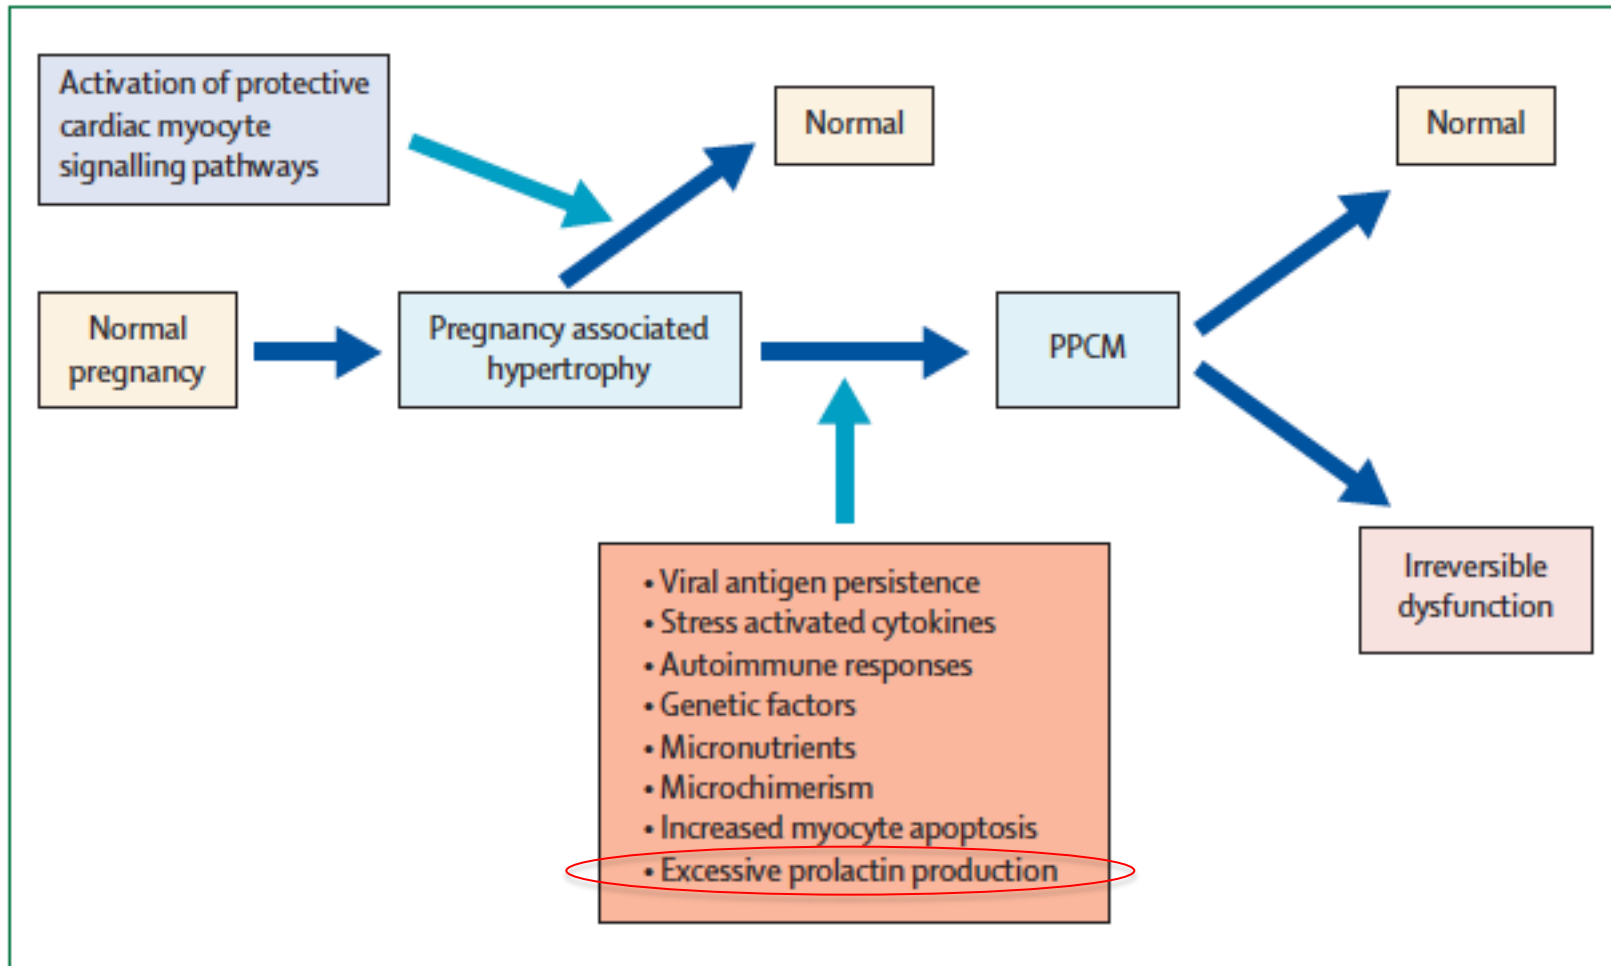 Activation of protective
cardiac myocyte
signalling pathways
Normal
Normal
Normal
pregnancy
Pregnancy associated
hypertrophy
PPCM
• Viral antigen persistence
• Stress activated cytokines
• Autoimmune responses
• Genetic factors
• Micronutrients
• Microchimerism
• Increased myocyte apoptosis
• Excessive prolactin production
Irreversible
dysfunction